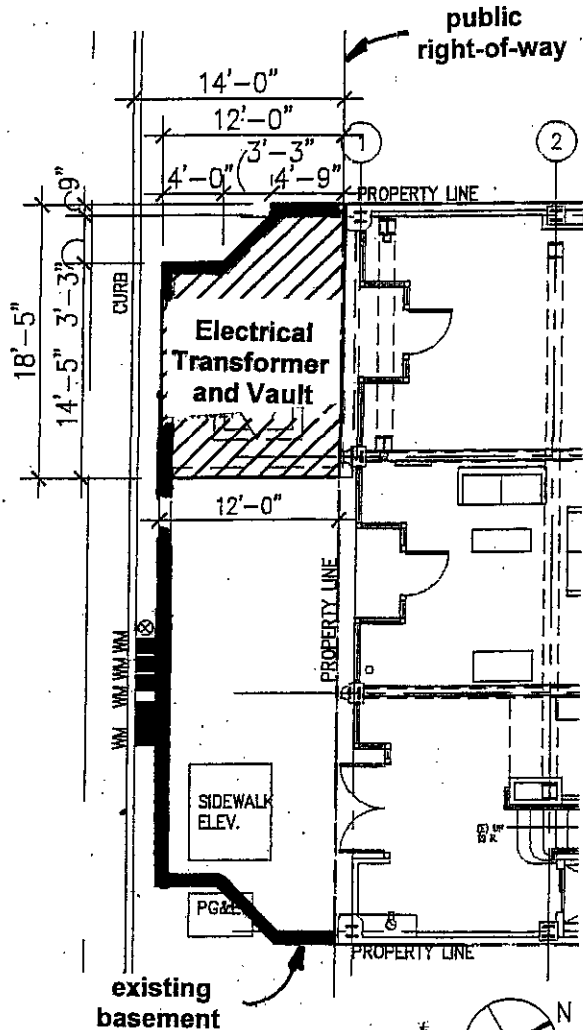 public
right-of-way
14'-0"
12'-0"
1
2
3'-3"
4'-0"
4'-9"
PROPERTY LINE
9"
CURB
18'-5"
14'-5"
3'-3"
Electrical
Transformer
and Vault
12'-0"
PROPERTY LINE
WM WM WM WM
SIDEWALK
ELEV.
PG&E
PROPERTY LINE
existing
basement
N